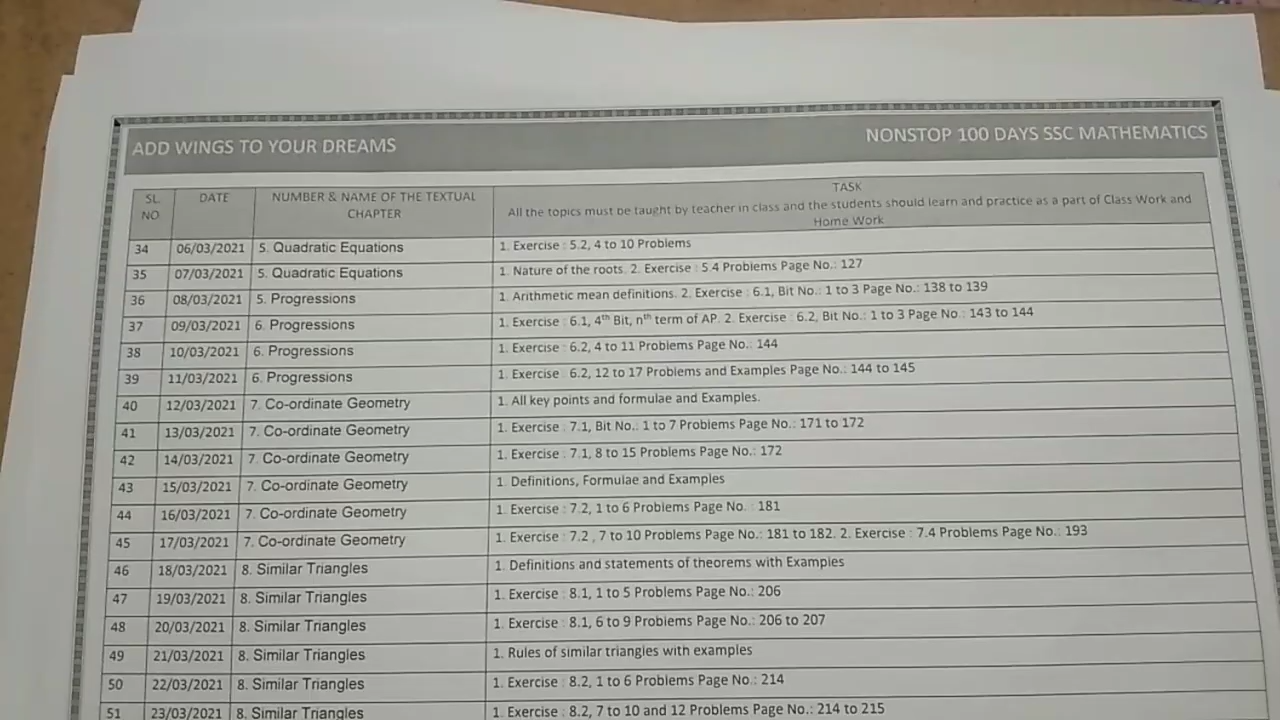 ADD WINGS TO YOUR DREAMS NONSTOP 100 DAYS SSC MATHEMATICS
SL. NO DATE NUMBER & NAME OF THE TEXTUAL CHAPTER TASK
All the topics must be taught by teacher in class and the students should learn and practice as a part of Class Work and Home Work
34 06/03/2021 5. Quadratic Equations 1. Exercise : 5.2, 4 to 10 Problems
35 07/03/2021 5. Quadratic Equations 1. Nature of the roots. 2. Exercise : 5.4 Problems Page No.: 127
36 08/03/2021 5. Progressions 1. Arithmetic mean definitions. 2. Exercise : 6.1, Bit No.: 1 to 3 Page No.: 138 to 139
37 09/03/2021 6. Progressions 1. Exercise : 6.1, 4th Bit, nth term of AP. 2. Exercise : 6.2, Bit No.: 1 to 3 Page No.: 143 to 144
38 10/03/2021 6. Progressions 1. Exercise : 6.2, 4 to 11 Problems Page No.: 144
39 11/03/2021 6. Progressions 1. Exercise : 6.2, 12 to 17 Problems and Examples Page No.: 144 to 145
40 12/03/2021 7. Co-ordinate Geometry 1. All key points and formulae and Examples.
41 13/03/2021 7. Co-ordinate Geometry 1. Exercise : 7.1, Bit No.: 1 to 7 Problems Page No.: 171 to 172
42 14/03/2021 7. Co-ordinate Geometry 1. Exercise : 7.1, 8 to 15 Problems Page No.: 172
43 15/03/2021 7. Co-ordinate Geometry 1. Definitions, Formulae and Examples
44 16/03/2021 7. Co-ordinate Geometry 1. Exercise : 7.2, 1 to 6 Problems Page No. : 181
45 17/03/2021 7. Co-ordinate Geometry 1. Exercise : 7.2 , 7 to 10 Problems Page No.: 181 to 182. 2. Exercise : 7.4 Problems Page No.: 193
46 18/03/2021 8. Similar Triangles 1. Definitions and statements of theorems with Examples
47 19/03/2021 8. Similar Triangles 1. Exercise : 8.1, 1 to 5 Problems Page No.: 206
48 20/03/2021 8. Similar Triangles 1. Exercise : 8.1, 6 to 9 Problems Page No.: 206 to 207
49 21/03/2021 8. Similar Triangles 1. Rules of similar triangles with examples
50 22/03/2021 8. Similar Triangles 1. Exercise : 8.2, 1 to 6 Problems Page No.: 214
51 23/03/2021 8. Similar Triangles 1. Exercise : 8.2, 7 to 10 and 12 Problems Page No.: 214 to 215